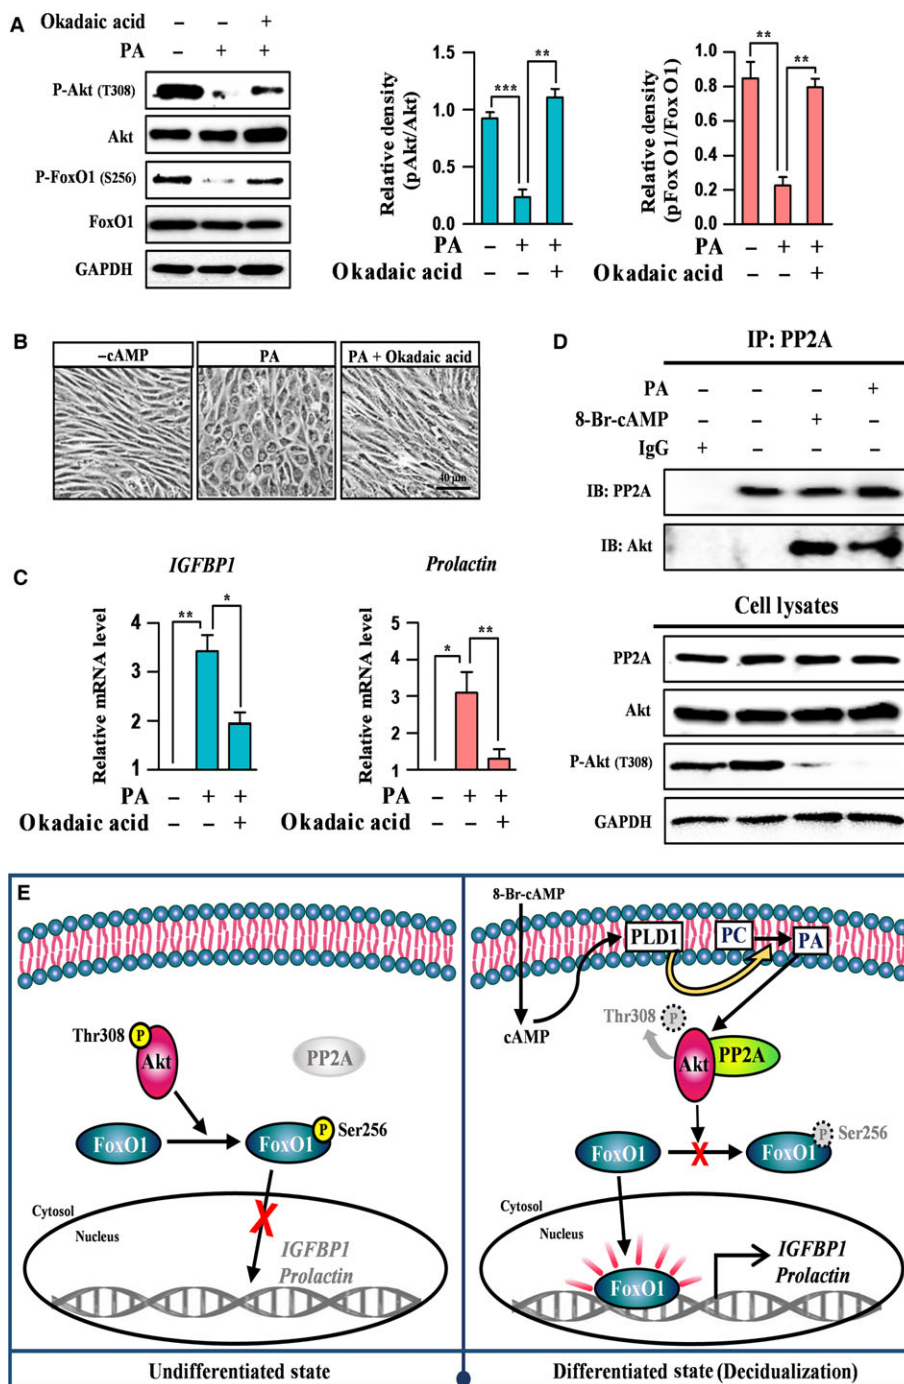 A
Okadaic acid – – +
PA – + +
P-Akt (T308)
Akt
P-FoxO1 (S256)
FoxO1
GAPDH
Relative density
(pAkt/Akt)
1.5
1.0
0.5
0.0
*** **
PA – + +
Okadaic acid – – +
Relative density
(pFox O1/Fox O1)
1.0
0.8
0.6
0.4
0.2
0.0
** **
PA – + +
Okadaic acid – – +
B
–cAMP PA PA + Okadaic acid
40 µm
C
IGFBP1
Relative mRNA level
4
3
2
1
** *
PA – + +
Okadaic acid – – +
Prolactin
Relative mRNA level
5
4
3
2
1
* **
PA – + +
Okadaic acid – – +
D
IP: PP2A
PA – – – +
8-Br-cAMP – – + –
IgG + – – –
IB: PP2A
IB: Akt
Cell lysates
PP2A
Akt
P-Akt (T308)
GAPDH
E
Thr308 P
Akt
PP2A
FoxO1 FoxO1 P Ser256
X
Cytosol
Nucleus
IGFBP1
Prolactin
Undifferentiated state
8-Br-cAMP
PLD1 PC PA
cAMP
Thr308 P
Akt PP2A
FoxO1 X FoxO1 P Ser256
Cytosol
Nucleus
FoxO1
IGFBP1
Prolactin
Differentiated state (Decidualization)